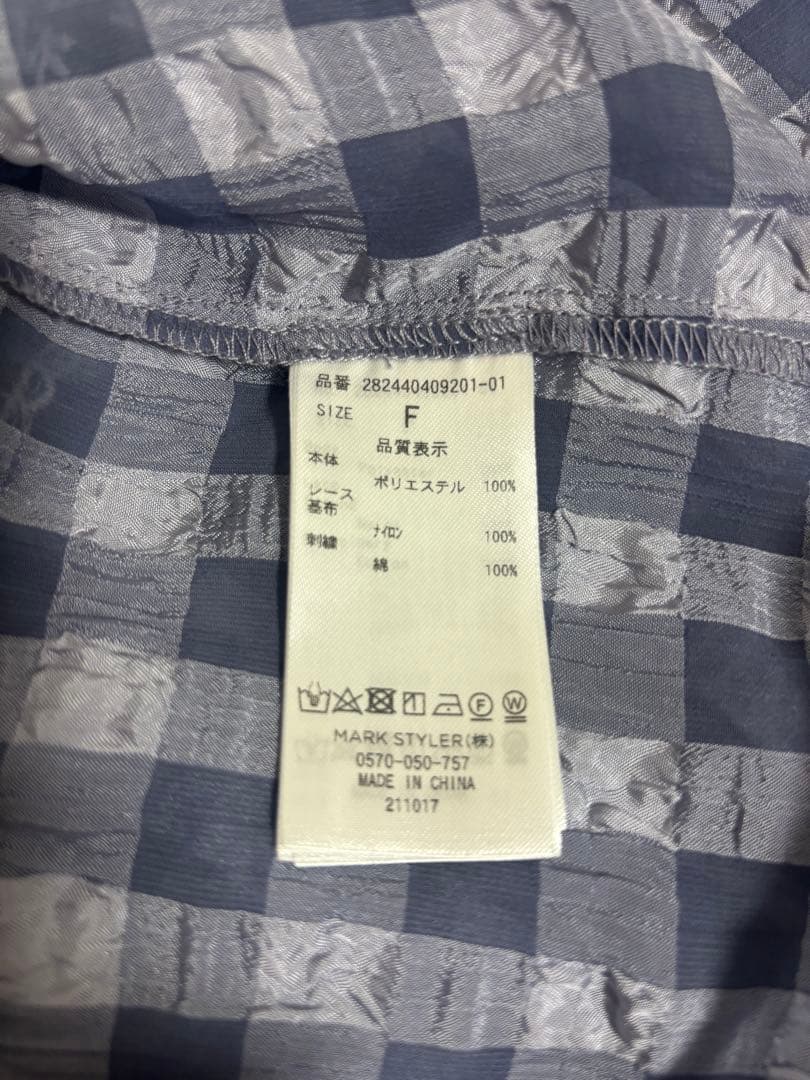 品番 282440409201-01
SIZE F
品質表示
本体
ポリエステル 100%
レース
基布
ナイロン 100%
刺繍
綿 100%
F W
MARK STYLER(株)
0570-050-757
MADE IN CHINA
211017